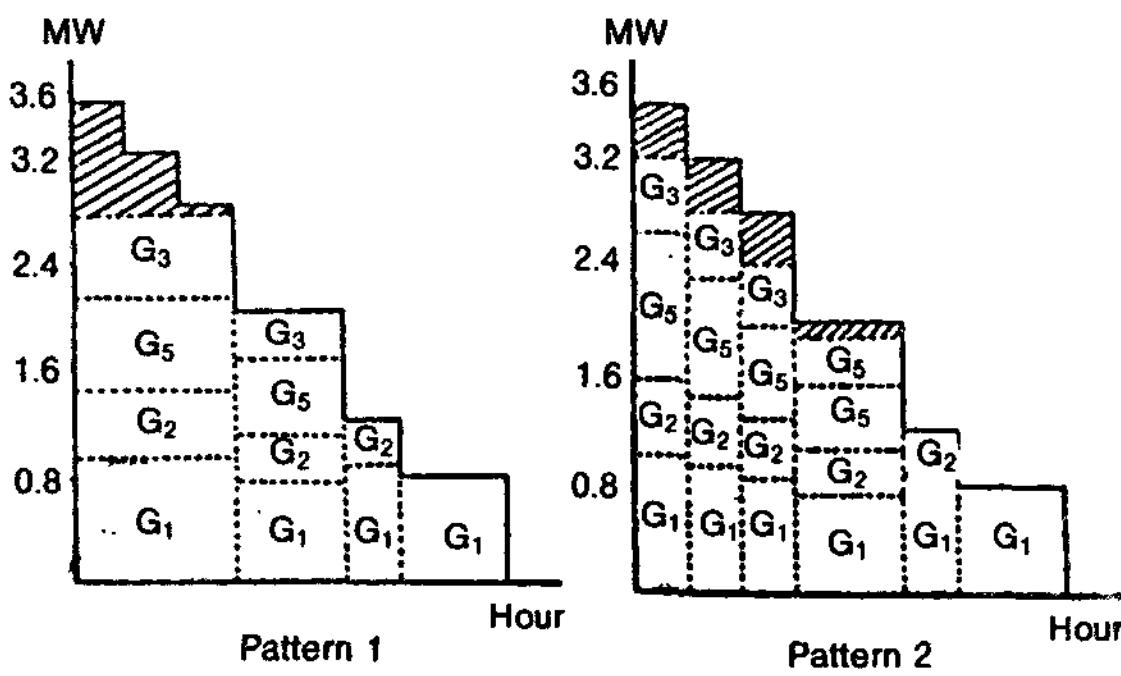 MW
3.6
3.2
2.4
1.6
0.8
G₃
G₅
G₂
G₁
G₃
G₅
G₂
G₁
G₂
G₁
G₁
Hour
Pattern 1
MW
3.6
3.2
2.4
1.6
0.8
G₃
G₅
G₂
G₁
G₃
G₅
G₂
G₁
G₃
G₅
G₂
G₁
G₅
G₅
G₂
G₁
G₂
G₁
G₁
Hour
Pattern 2